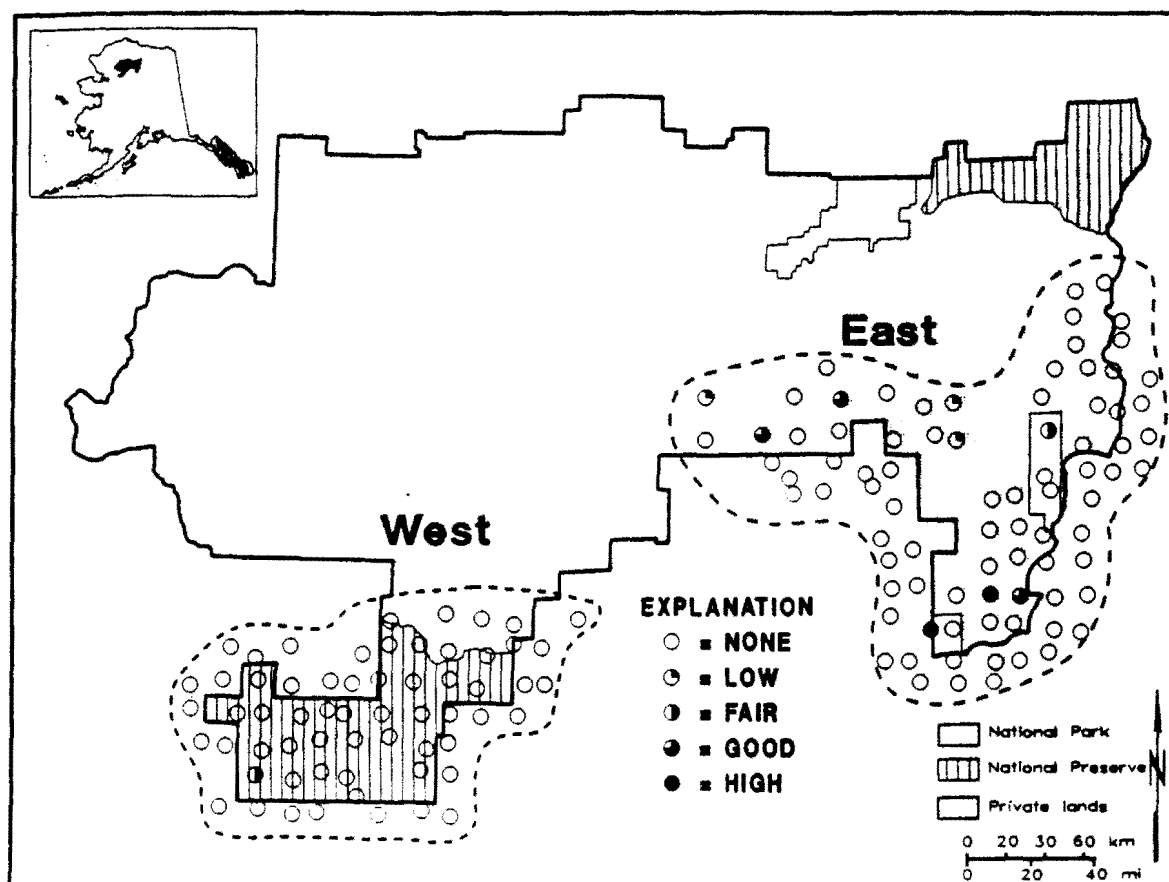 East
West
EXPLANATION
= NONE
= LOW
= FAIR
= GOOD
= HIGH
National Park
National Preserve
Private lands
N
0 20 30 60 km
0 20 40 mi